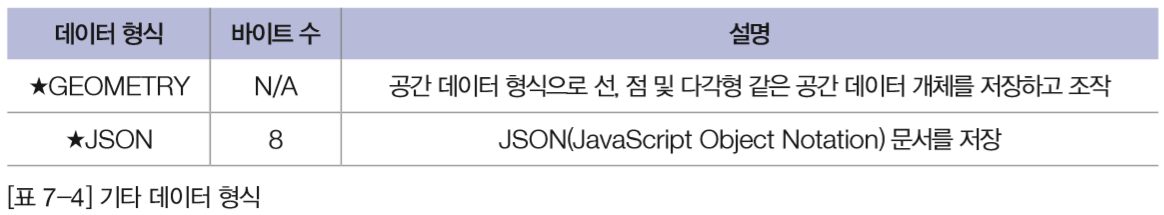 데이터 형식 바이트 수 설명
★GEOMETRY N/A 공간 데이터 형식으로 선, 점 및 다각형 같은 공간 데이터 개체를 저장하고 조작
★JSON 8 JSON(JavaScript Object Notation) 문서를 저장
[표 7-4] 기타 데이터 형식